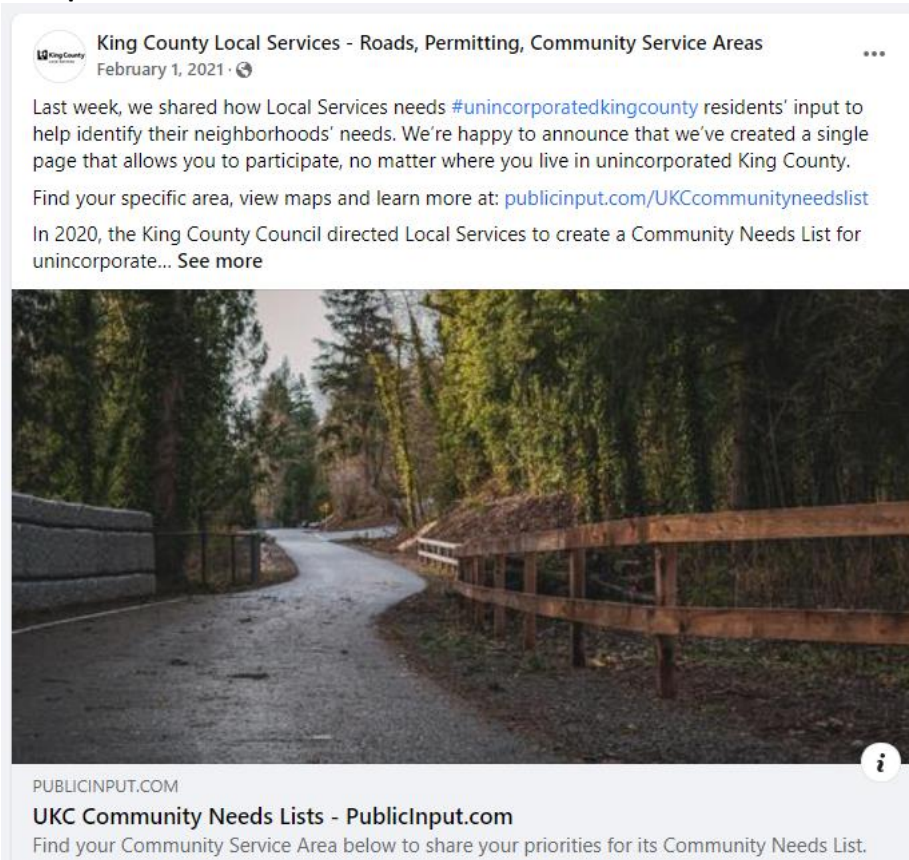 King County Local Services - Roads, Permitting, Community Service Areas
February 1, 2021 ·
King County
Last week, we shared how Local Services needs #unincorporatedkingcounty residents' input to
help identify their neighborhoods' needs. We're happy to announce that we've created a single
page that allows you to participate, no matter where you live in unincorporated King County.
Find your specific area, view maps and learn more at: publicinput.com/UKCcommunityneedslist
In 2020, the King County Council directed Local Services to create a Community Needs List for
unincorporate... See more
PUBLICINPUT.COM
UKC Community Needs Lists - PublicInput.com
Find your Community Service Area below to share your priorities for its Community Needs List.